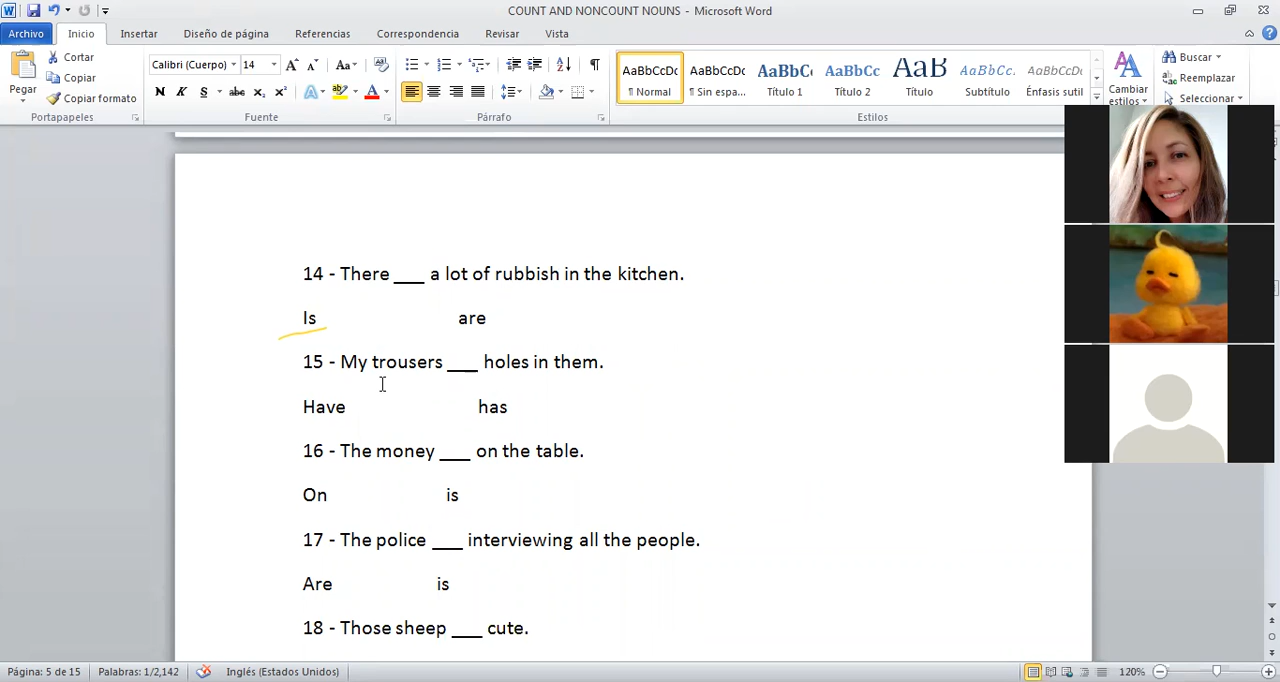 COUNT AND NONCOUNT NOUNS - Microsoft Word
Archivo Inicio Insertar Diseño de página Referencias Correspondencia Revisar Vista
Pegar
Cortar
Copiar
Copiar formato
Portapapeles
Calibri (Cuerpo) 14
Fuente
Párrafo
AaBbCcDc AaBbCcDc AaBbC AaBbCc AaB AaBbCc. AaBbCcDc
¶ Normal ¶ Sin espa... Título 1 Título 2 Título Subtítulo Énfasis sutil
Estilos
Cambiar estilos
Buscar
Reemplazar
Seleccionar
14 - There ___ a lot of rubbish in the kitchen.
Is are
15 - My trousers ___ holes in them.
Have has
16 - The money ___ on the table.
On is
17 - The police ___ interviewing all the people.
Are is
18 - Those sheep ___ cute.
Página: 5 de 15 Palabras: 1/2,142 Inglés (Estados Unidos) 120%